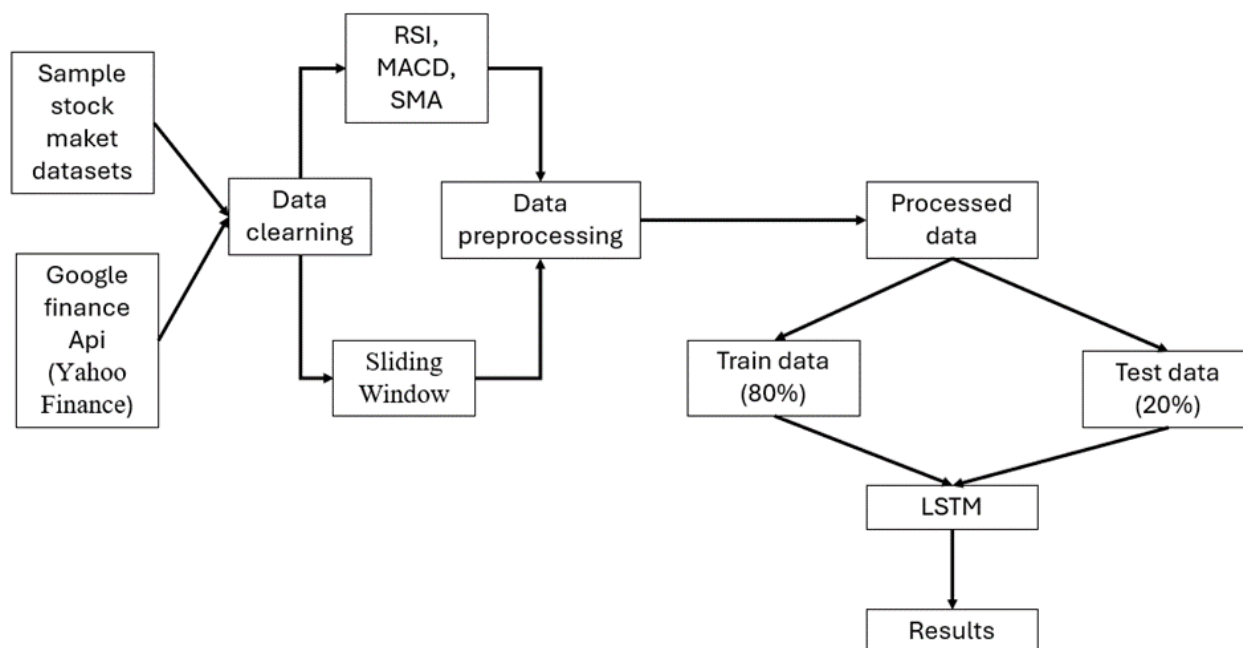 Sample
stock
maket
datasets
Google
finance
Api
(Yahoo
Finance)
Data
clearning
RSI,
MACD,
SMA
Sliding
Window
Data
preprocessing
Processed
data
Train data
(80%)
Test data
(20%)
LSTM
Results